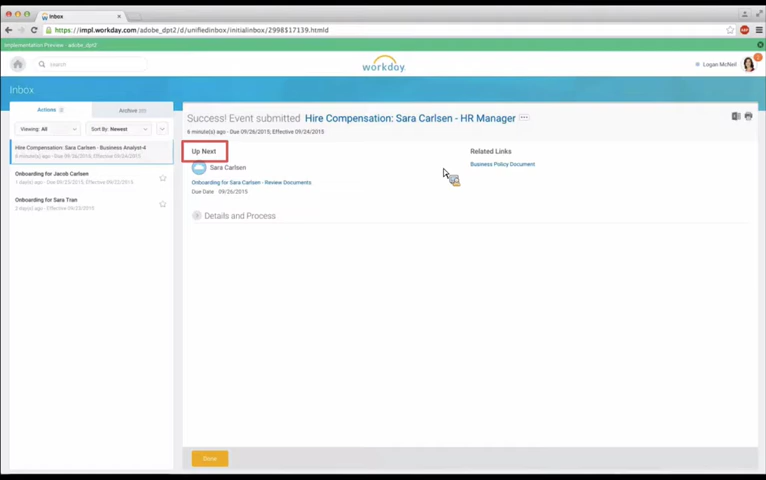 Inbox
https://impl.workday.com/adobe_dpt2/d/unifiedinbox/initialinbox/2998$17139.htmld
Implementation Preview - adobe_dpt2
search
workday.
Logan McNeil
Inbox
Actions
Archive
Viewing: All
Sort By: Newest
Hire Compensation: Sara Carlsen - Business Analyst-4
6 minute(s) ago - Due 09/26/2015, Effective 09/24/2015
Onboarding for Jacob Carlsen
1 day(s) ago - Due 09/25/2015, Effective 09/23/2015
Onboarding for Sara Tran
2 day(s) ago - Due 09/24/2015
Success! Event submitted Hire Compensation: Sara Carlsen - HR Manager
6 minute(s) ago - Due 09/26/2015, Effective 09/24/2015
Up Next
Sara Carlsen
Onboarding for Sara Carlsen - Review Documents
Due Date 09/26/2015
Related Links
Business Policy Document
Details and Process
Done